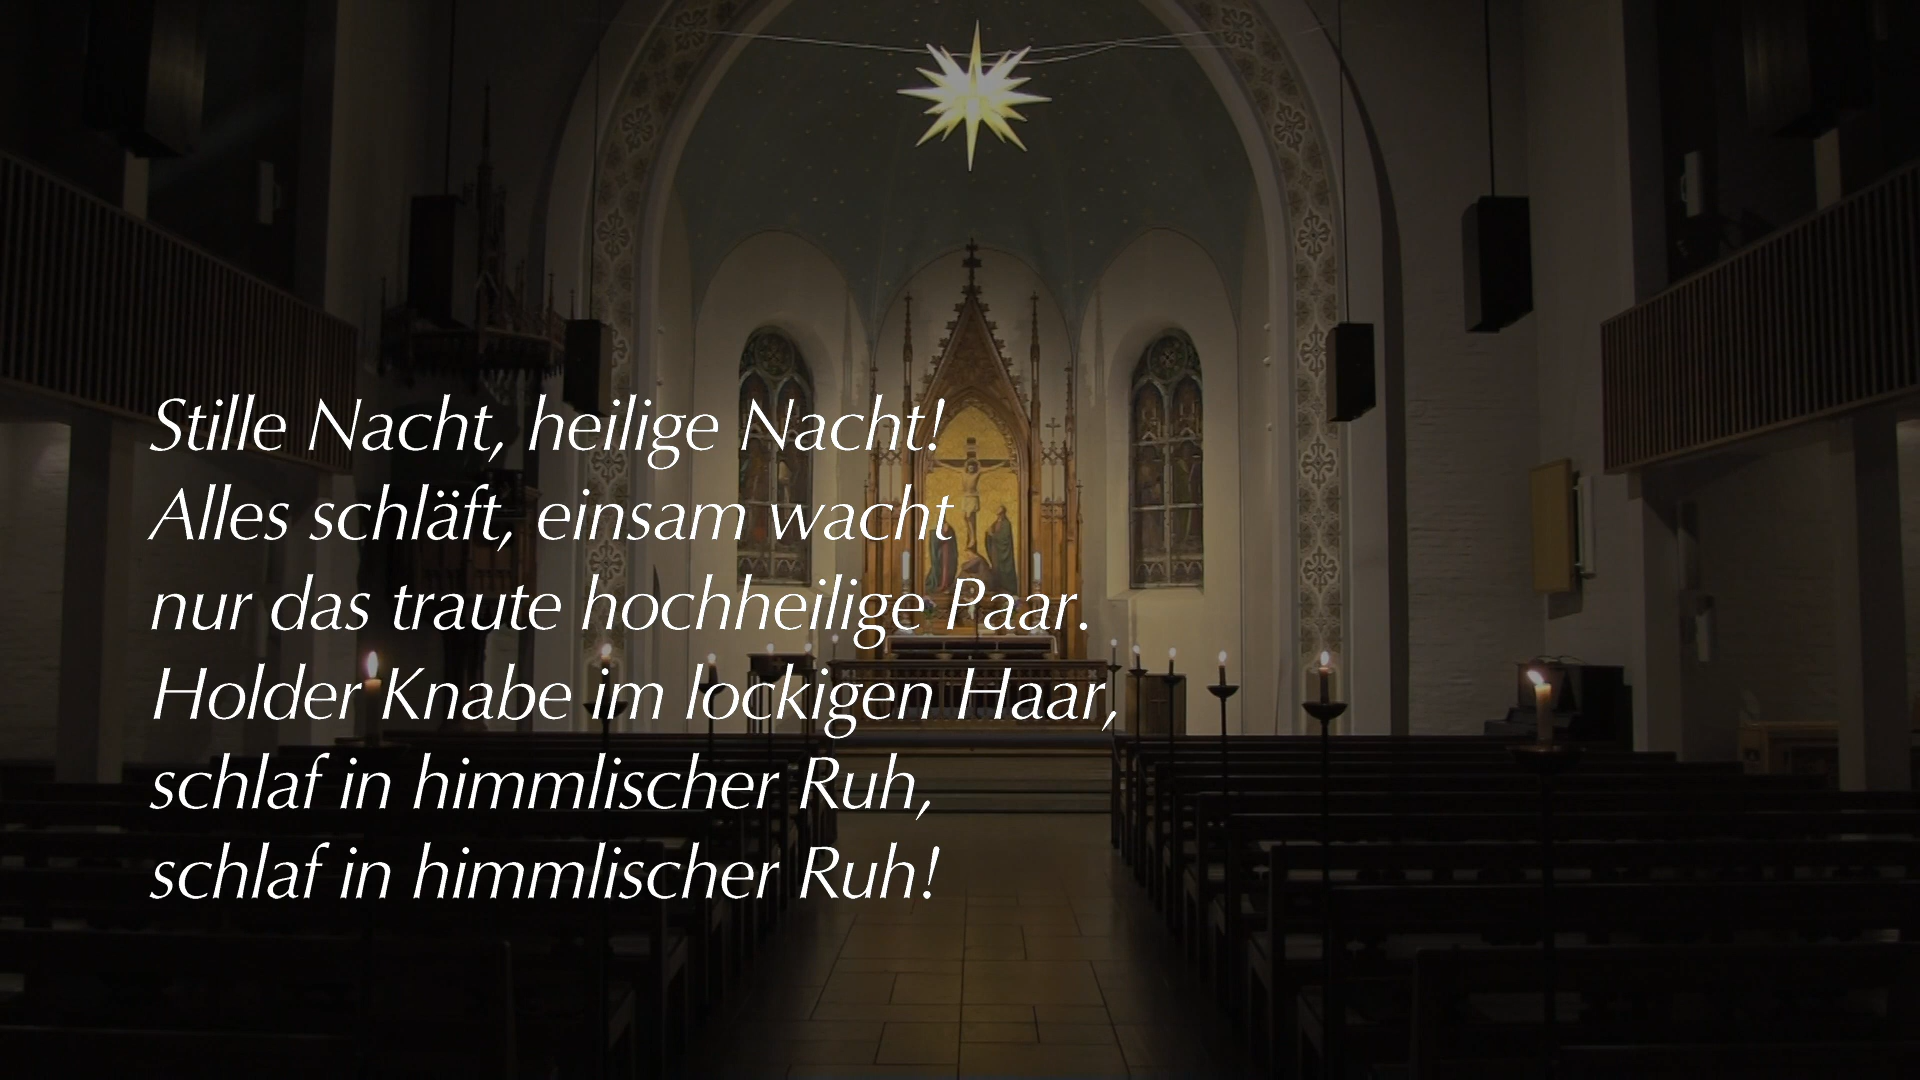 Stille Nacht, heilige Nacht!
Alles schläft, einsam wacht
nur das traute hochheilige Paar.
Holder Knabe im lockigen Haar,
schlaf in himmlischer Ruh,
schlaf in himmlischer Ruh!